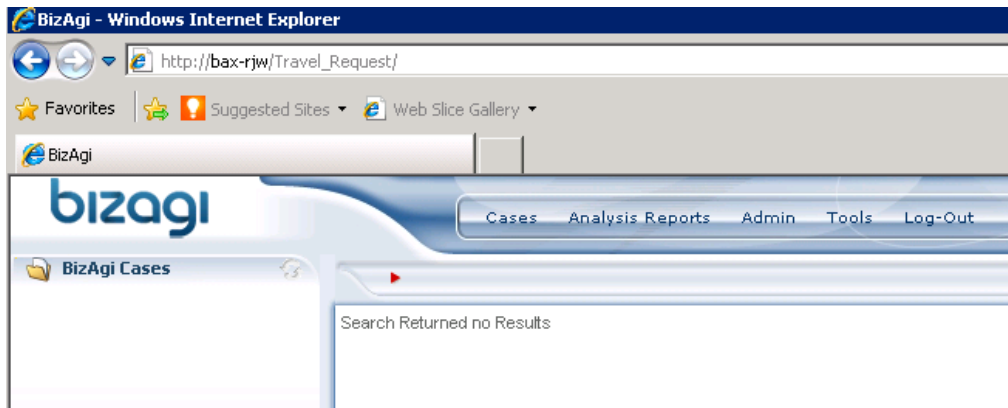 BizAgi - Windows Internet Explorer
http://bax-rjw/Travel_Request/
Favorites Suggested Sites Web Slice Gallery
BizAgi
bizagi
Cases Analysis Reports Admin Tools Log-Out
BizAgi Cases
Search Returned no Results